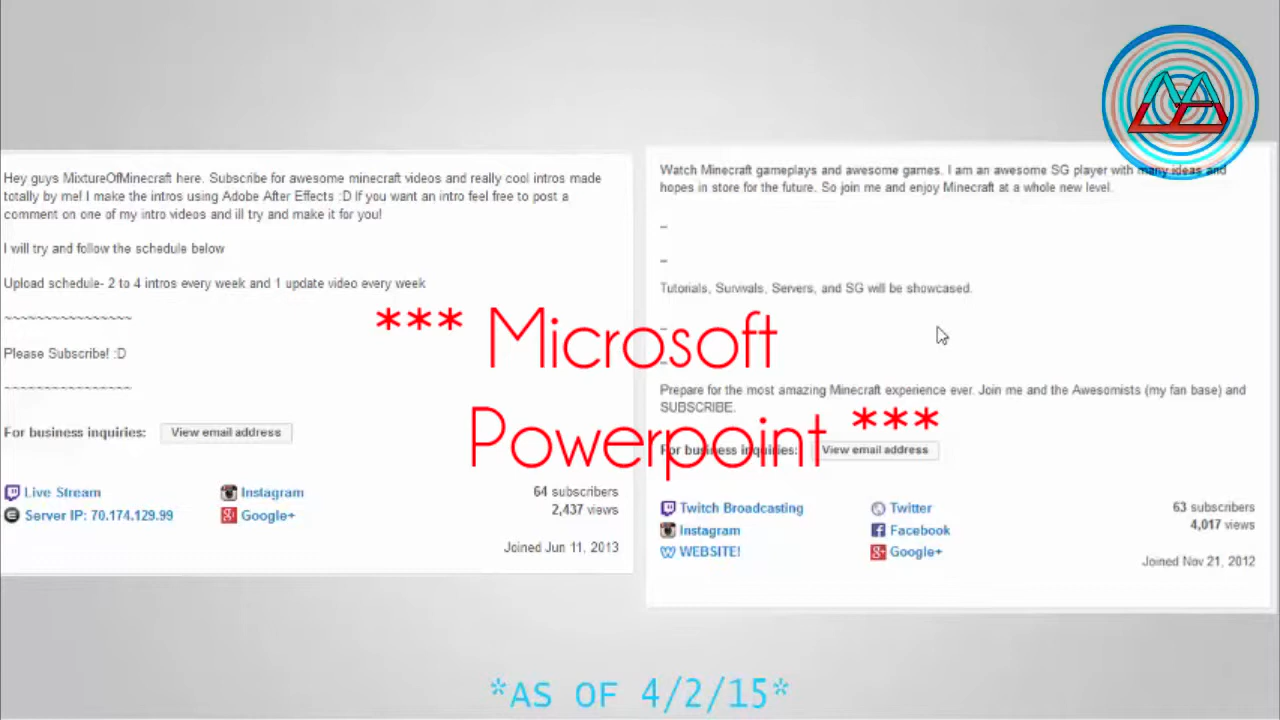 Hey guys MixtureOfMinecraft here. Subscribe for awesome minecraft videos and really cool intros made
totally by me! I make the intros using Adobe After Effects :D If you want an intro feel free to post a
comment on one of my intro videos and ill try and make it for you!
I will try and follow the schedule below
Upload schedule- 2 to 4 intros every week and 1 update video every week
~~~~~~~~~~~~~~~~
Please Subscribe! :D
~~~~~~~~~~~~~~~~
For business inquiries: View email address
Live Stream Instagram 64 subscribers
Server IP: 70.174.129.99 Google+ 2,437 views
Joined Jun 11, 2013
Watch Minecraft gameplays and awesome games. I am an awesome SG player with many ideas and
hopes in store for the future. So join me and enjoy Minecraft at a whole new level.
_
_
Tutorials, Survivals, Servers, and SG will be showcased.
_
_
Prepare for the most amazing Minecraft experience ever. Join me and the Awesomists (my fan base) and
SUBSCRIBE.
For business inquiries: View email address
Twitch Broadcasting Twitter 63 subscribers
Instagram Facebook 4,017 views
WEBSITE! Google+
Joined Nov 21, 2012
*** Microsoft
Powerpoint ***
*AS OF 4/2/15*